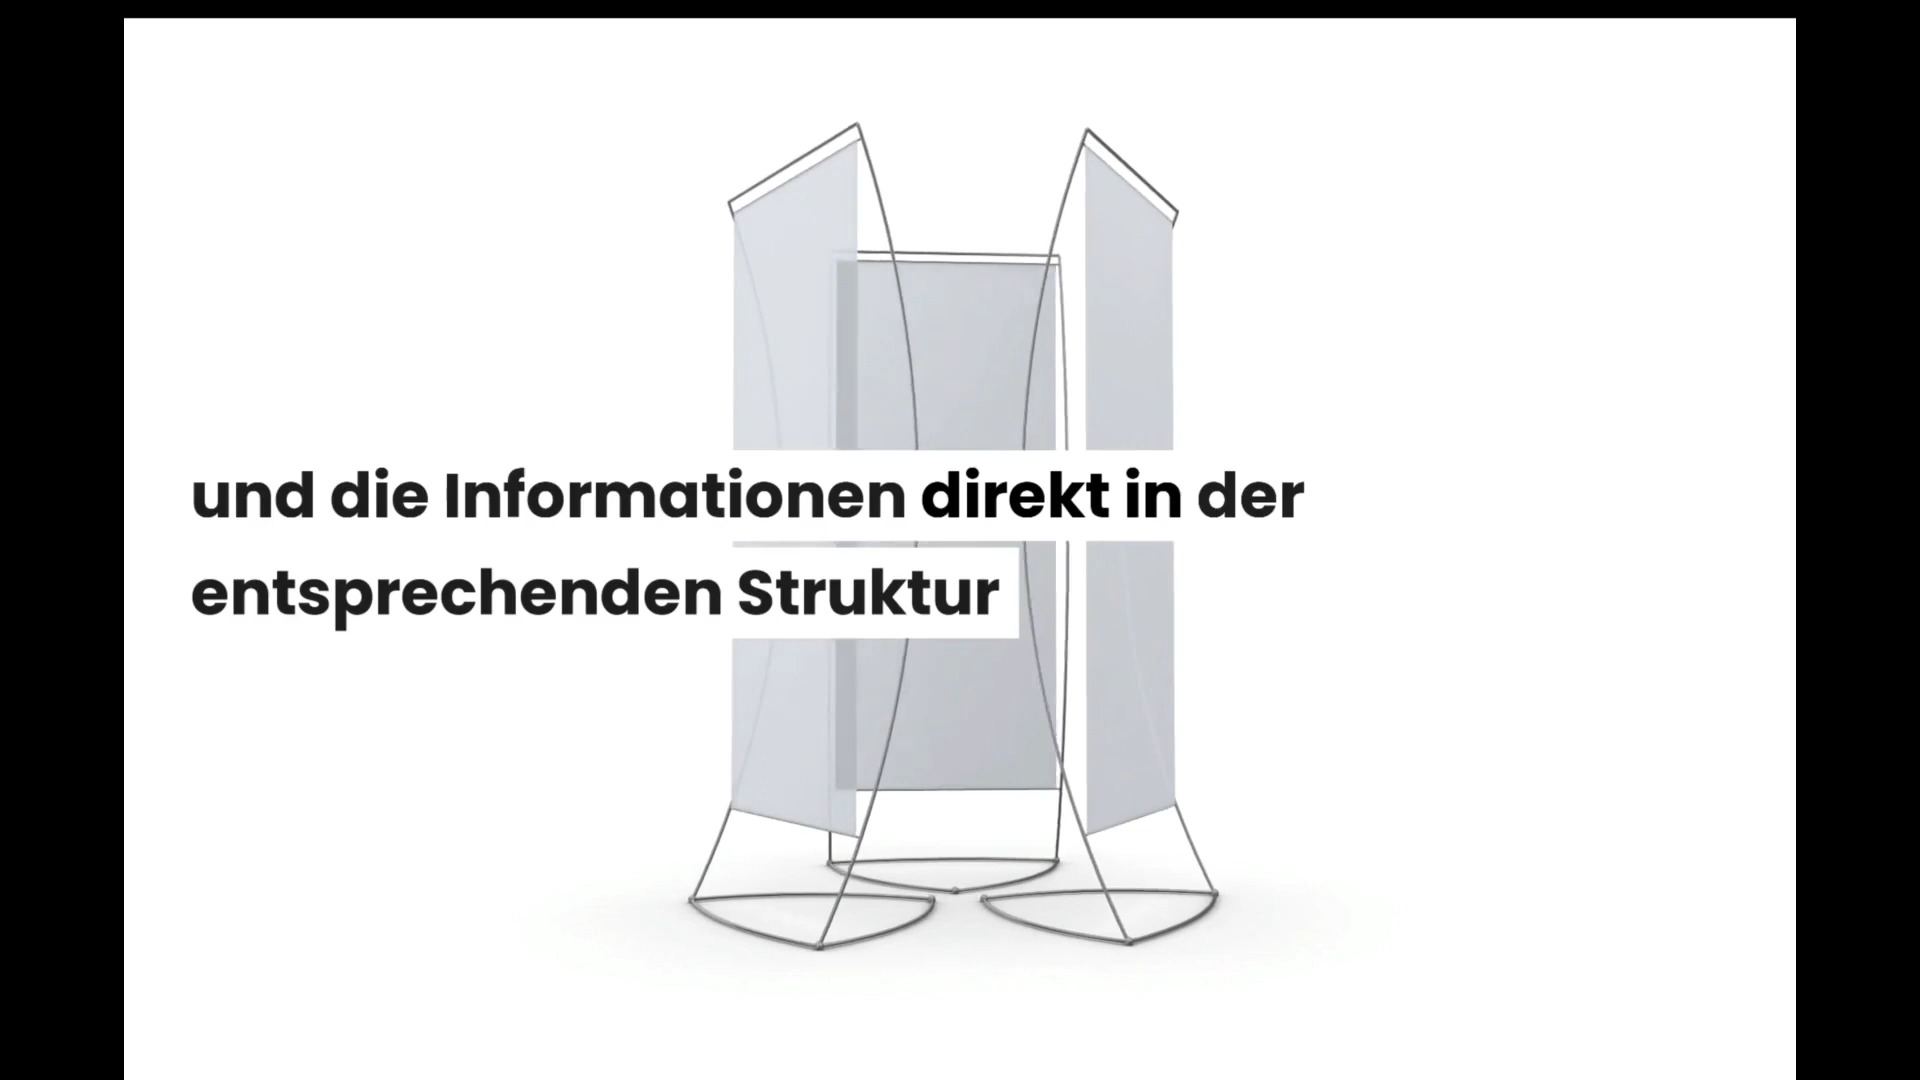 und die Informationen direkt in der
entsprechenden Struktur